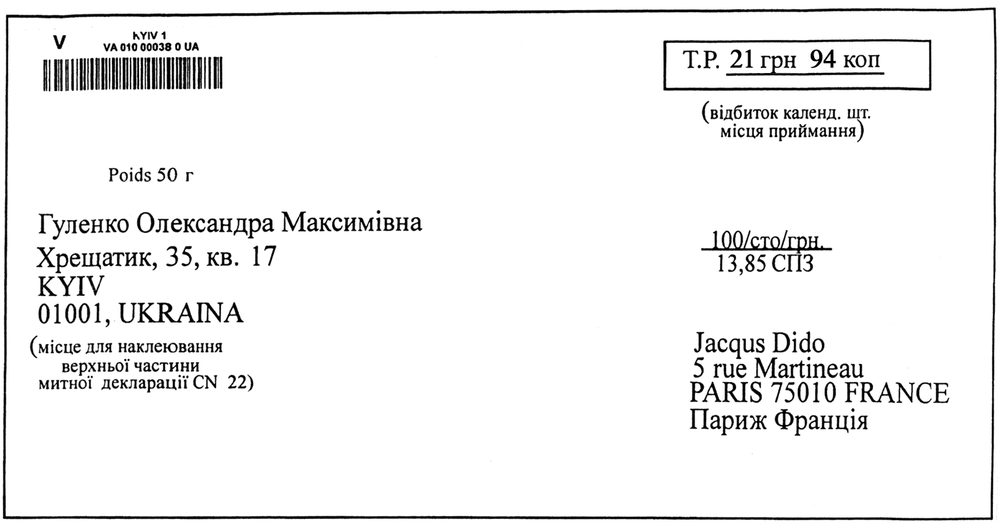 V
KYIV 1
VA 010 00038 0 UA
Т.Р. 21 грн 94 коп
(відбиток календ. шт.
місця приймання)
Poids 50 г
Гуленко Олександра Максимівна
Хрещатик, 35, кв. 17
KYIV
01001, UKRAINA
(місце для наклеювання
верхньої частини
митної декларації CN 22)
100/сто/грн.
13,85 СПЗ
Jacqus Dido
5 rue Martineau
PARIS 75010 FRANCE
Париж Франція